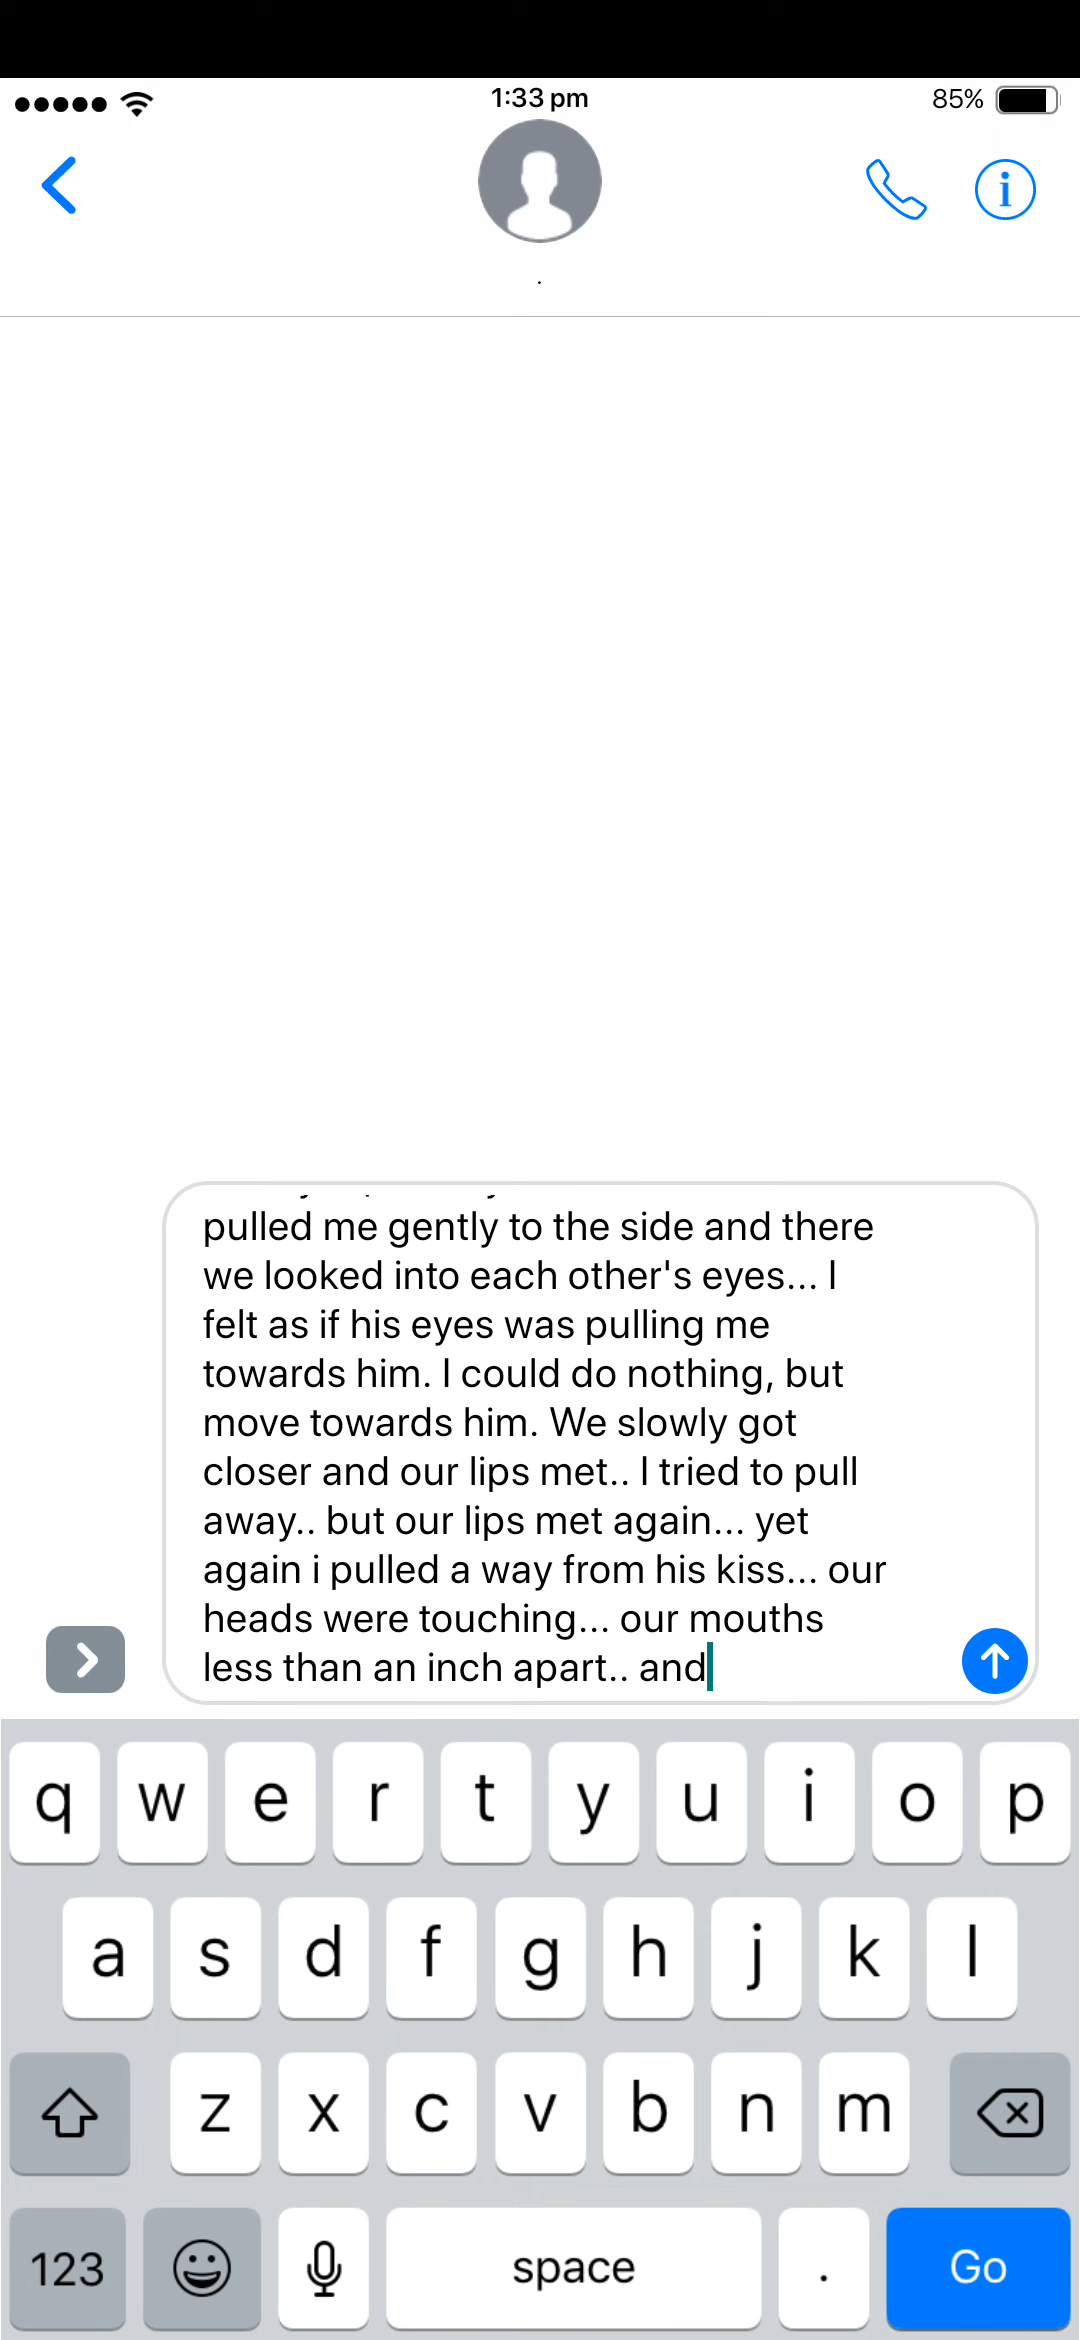 1:33 pm
85%
.
pulled me gently to the side and there
we looked into each other's eyes... I
felt as if his eyes was pulling me
towards him. I could do nothing, but
move towards him. We slowly got
closer and our lips met.. I tried to pull
away.. but our lips met again... yet
again i pulled a way from his kiss... our
heads were touching... our mouths
less than an inch apart.. and
q w e r t y u i o p
a s d f g h j k l
z x c v b n m
123 space . Go